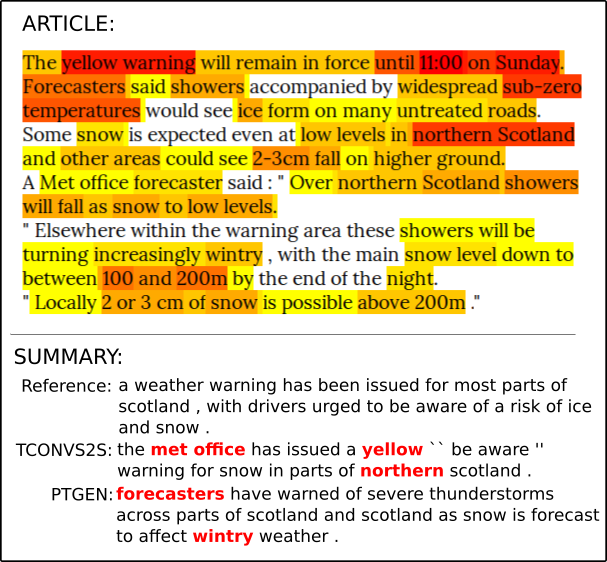 ARTICLE:
The yellow warning will remain in force until 11:00 on Sunday.
Forecasters said showers accompanied by widespread sub-zero
temperatures would see ice form on many untreated roads.
Some snow is expected even at low levels in northern Scotland
and other areas could see 2-3cm fall on higher ground.
A Met office forecaster said : " Over northern Scotland showers
will fall as snow to low levels.
" Elsewhere within the warning area these showers will be
turning increasingly wintry , with the main snow level down to
between 100 and 200m by the end of the night.
" Locally 2 or 3 cm of snow is possible above 200m ."
SUMMARY:
Reference: a weather warning has been issued for most parts of
scotland , with drivers urged to be aware of a risk of ice
and snow .
TCONVS2S: the met office has issued a yellow `` be aware ''
warning for snow in parts of northern scotland .
PTGEN: forecasters have warned of severe thunderstorms
across parts of scotland and scotland as snow is forecast
to affect wintry weather .